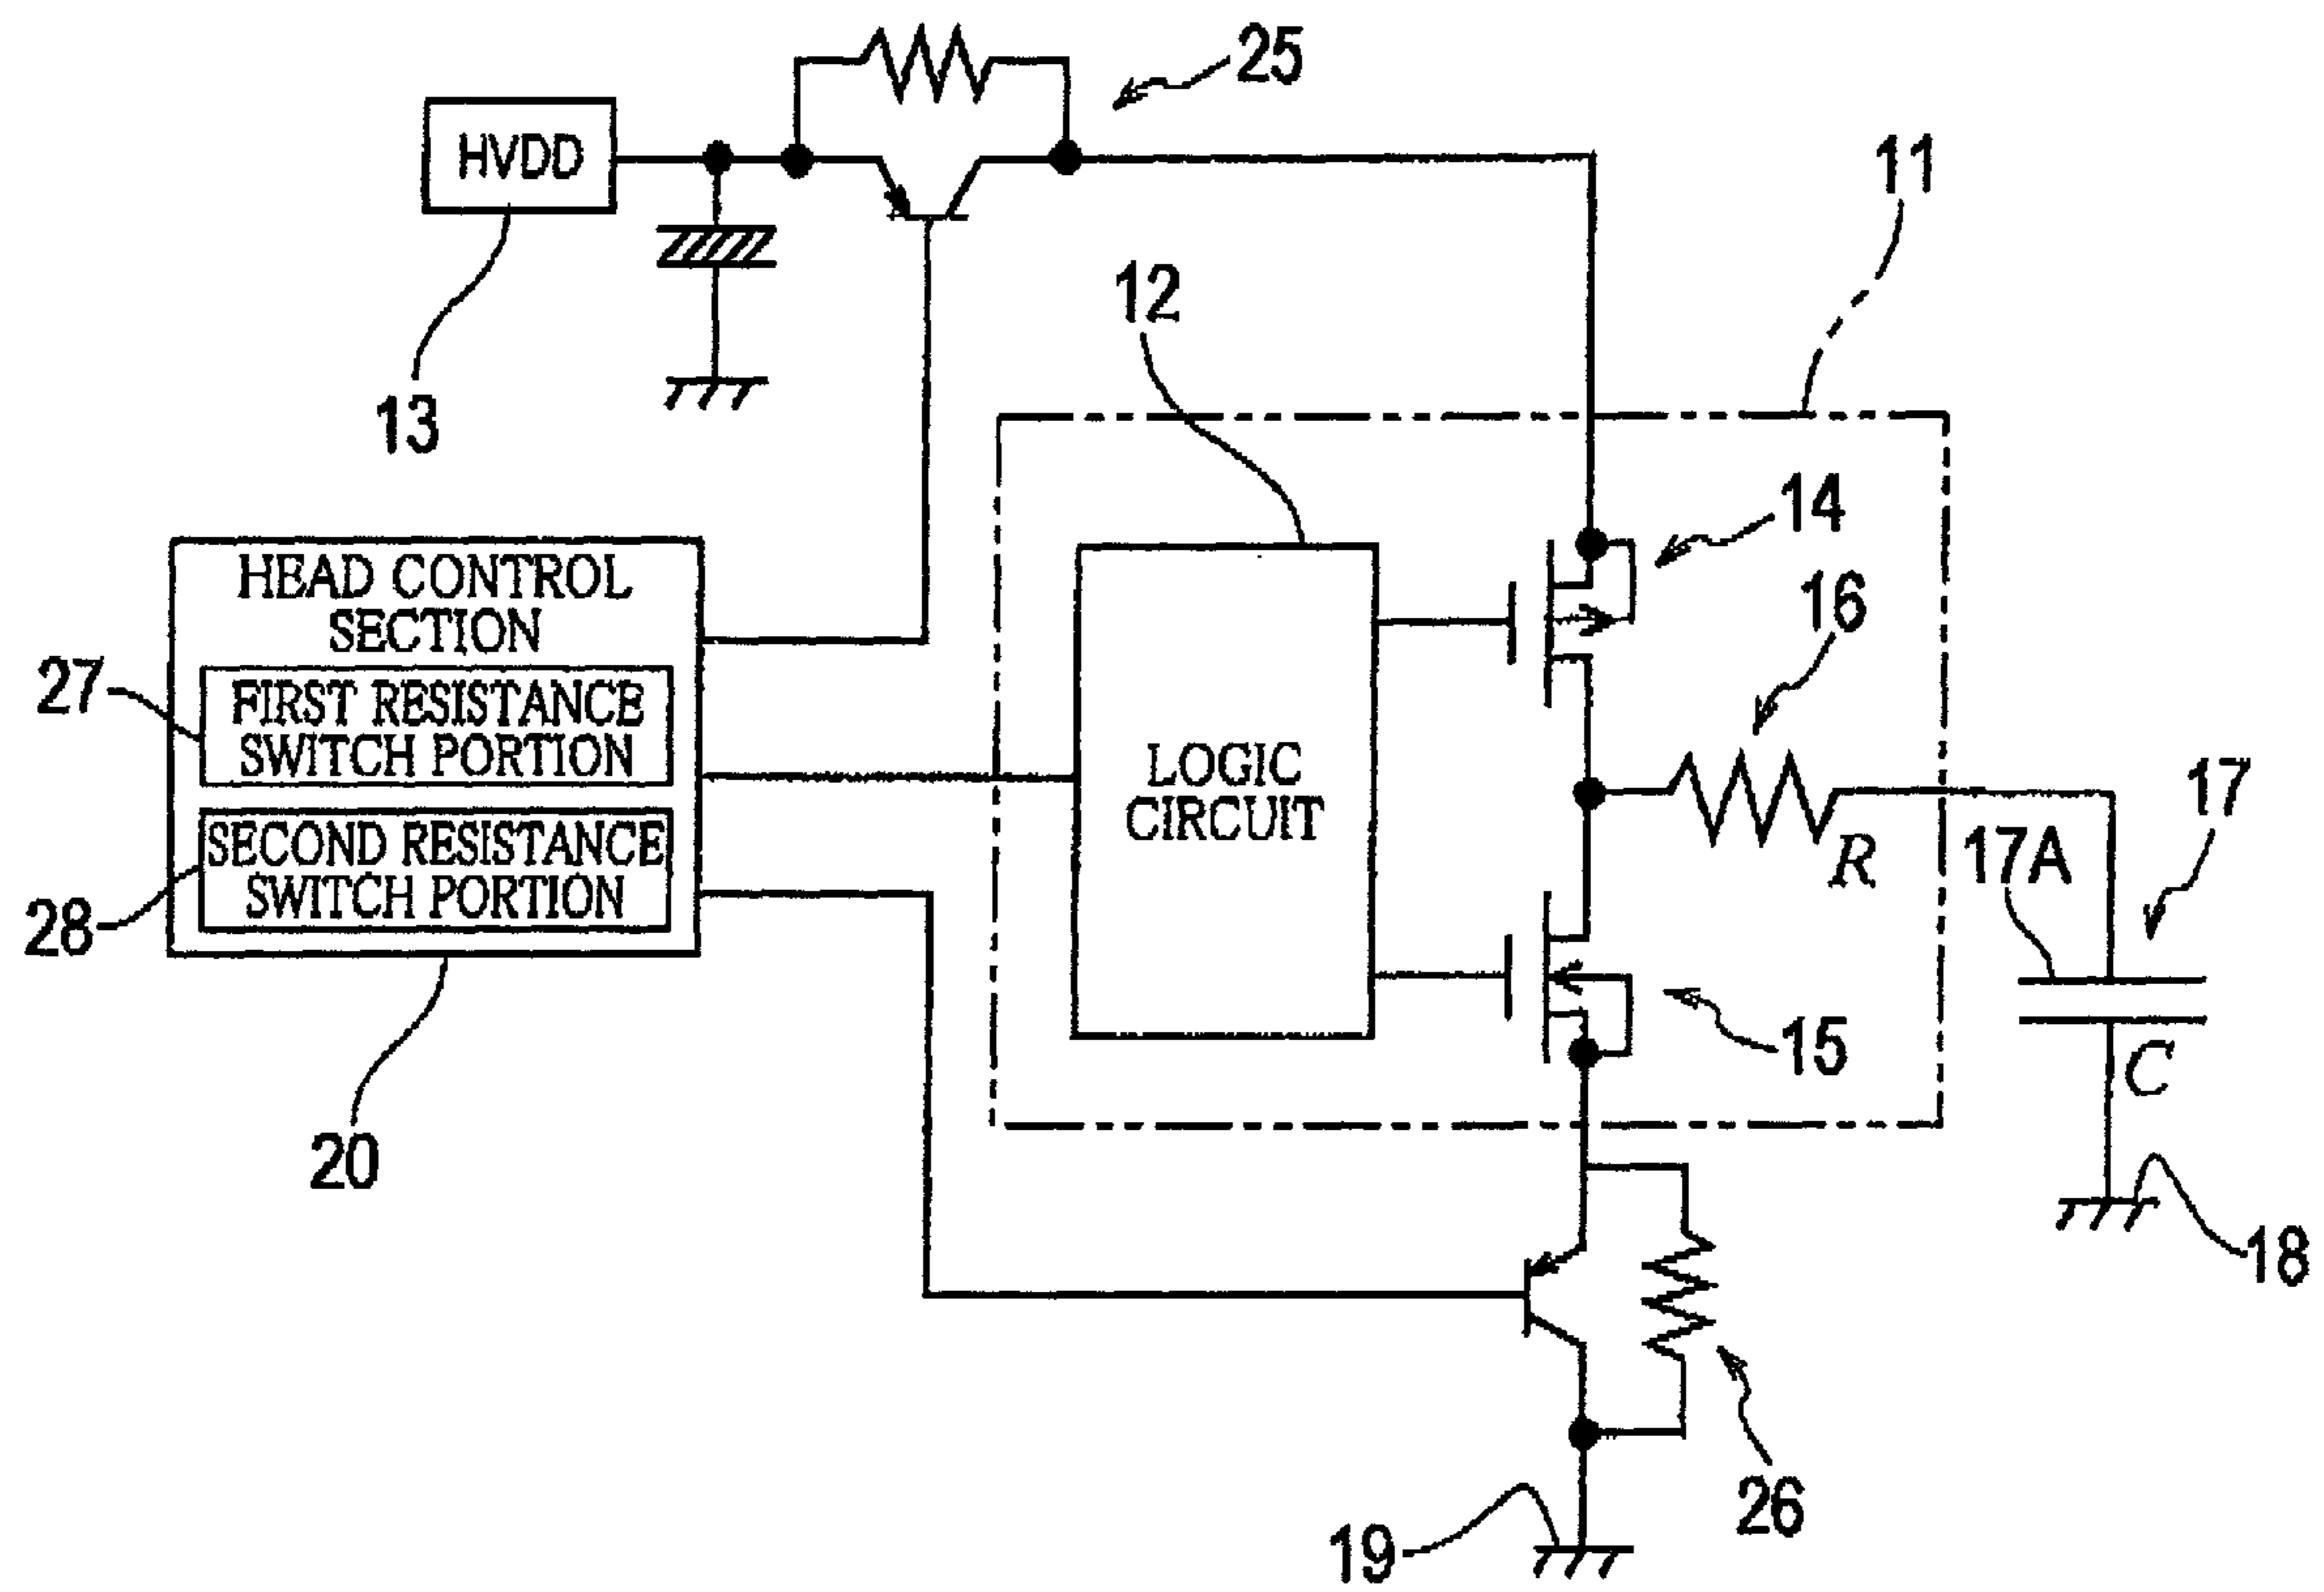 25
HVDD
11
12
13
14
HEAD CONTROL
SECTION
16
27
FIRST RESISTANCE
SWITCH PORTION
LOGIC
CIRCUIT
17
R
17A
SECOND RESISTANCE
SWITCH PORTION
28
15
C
20
18
26
19